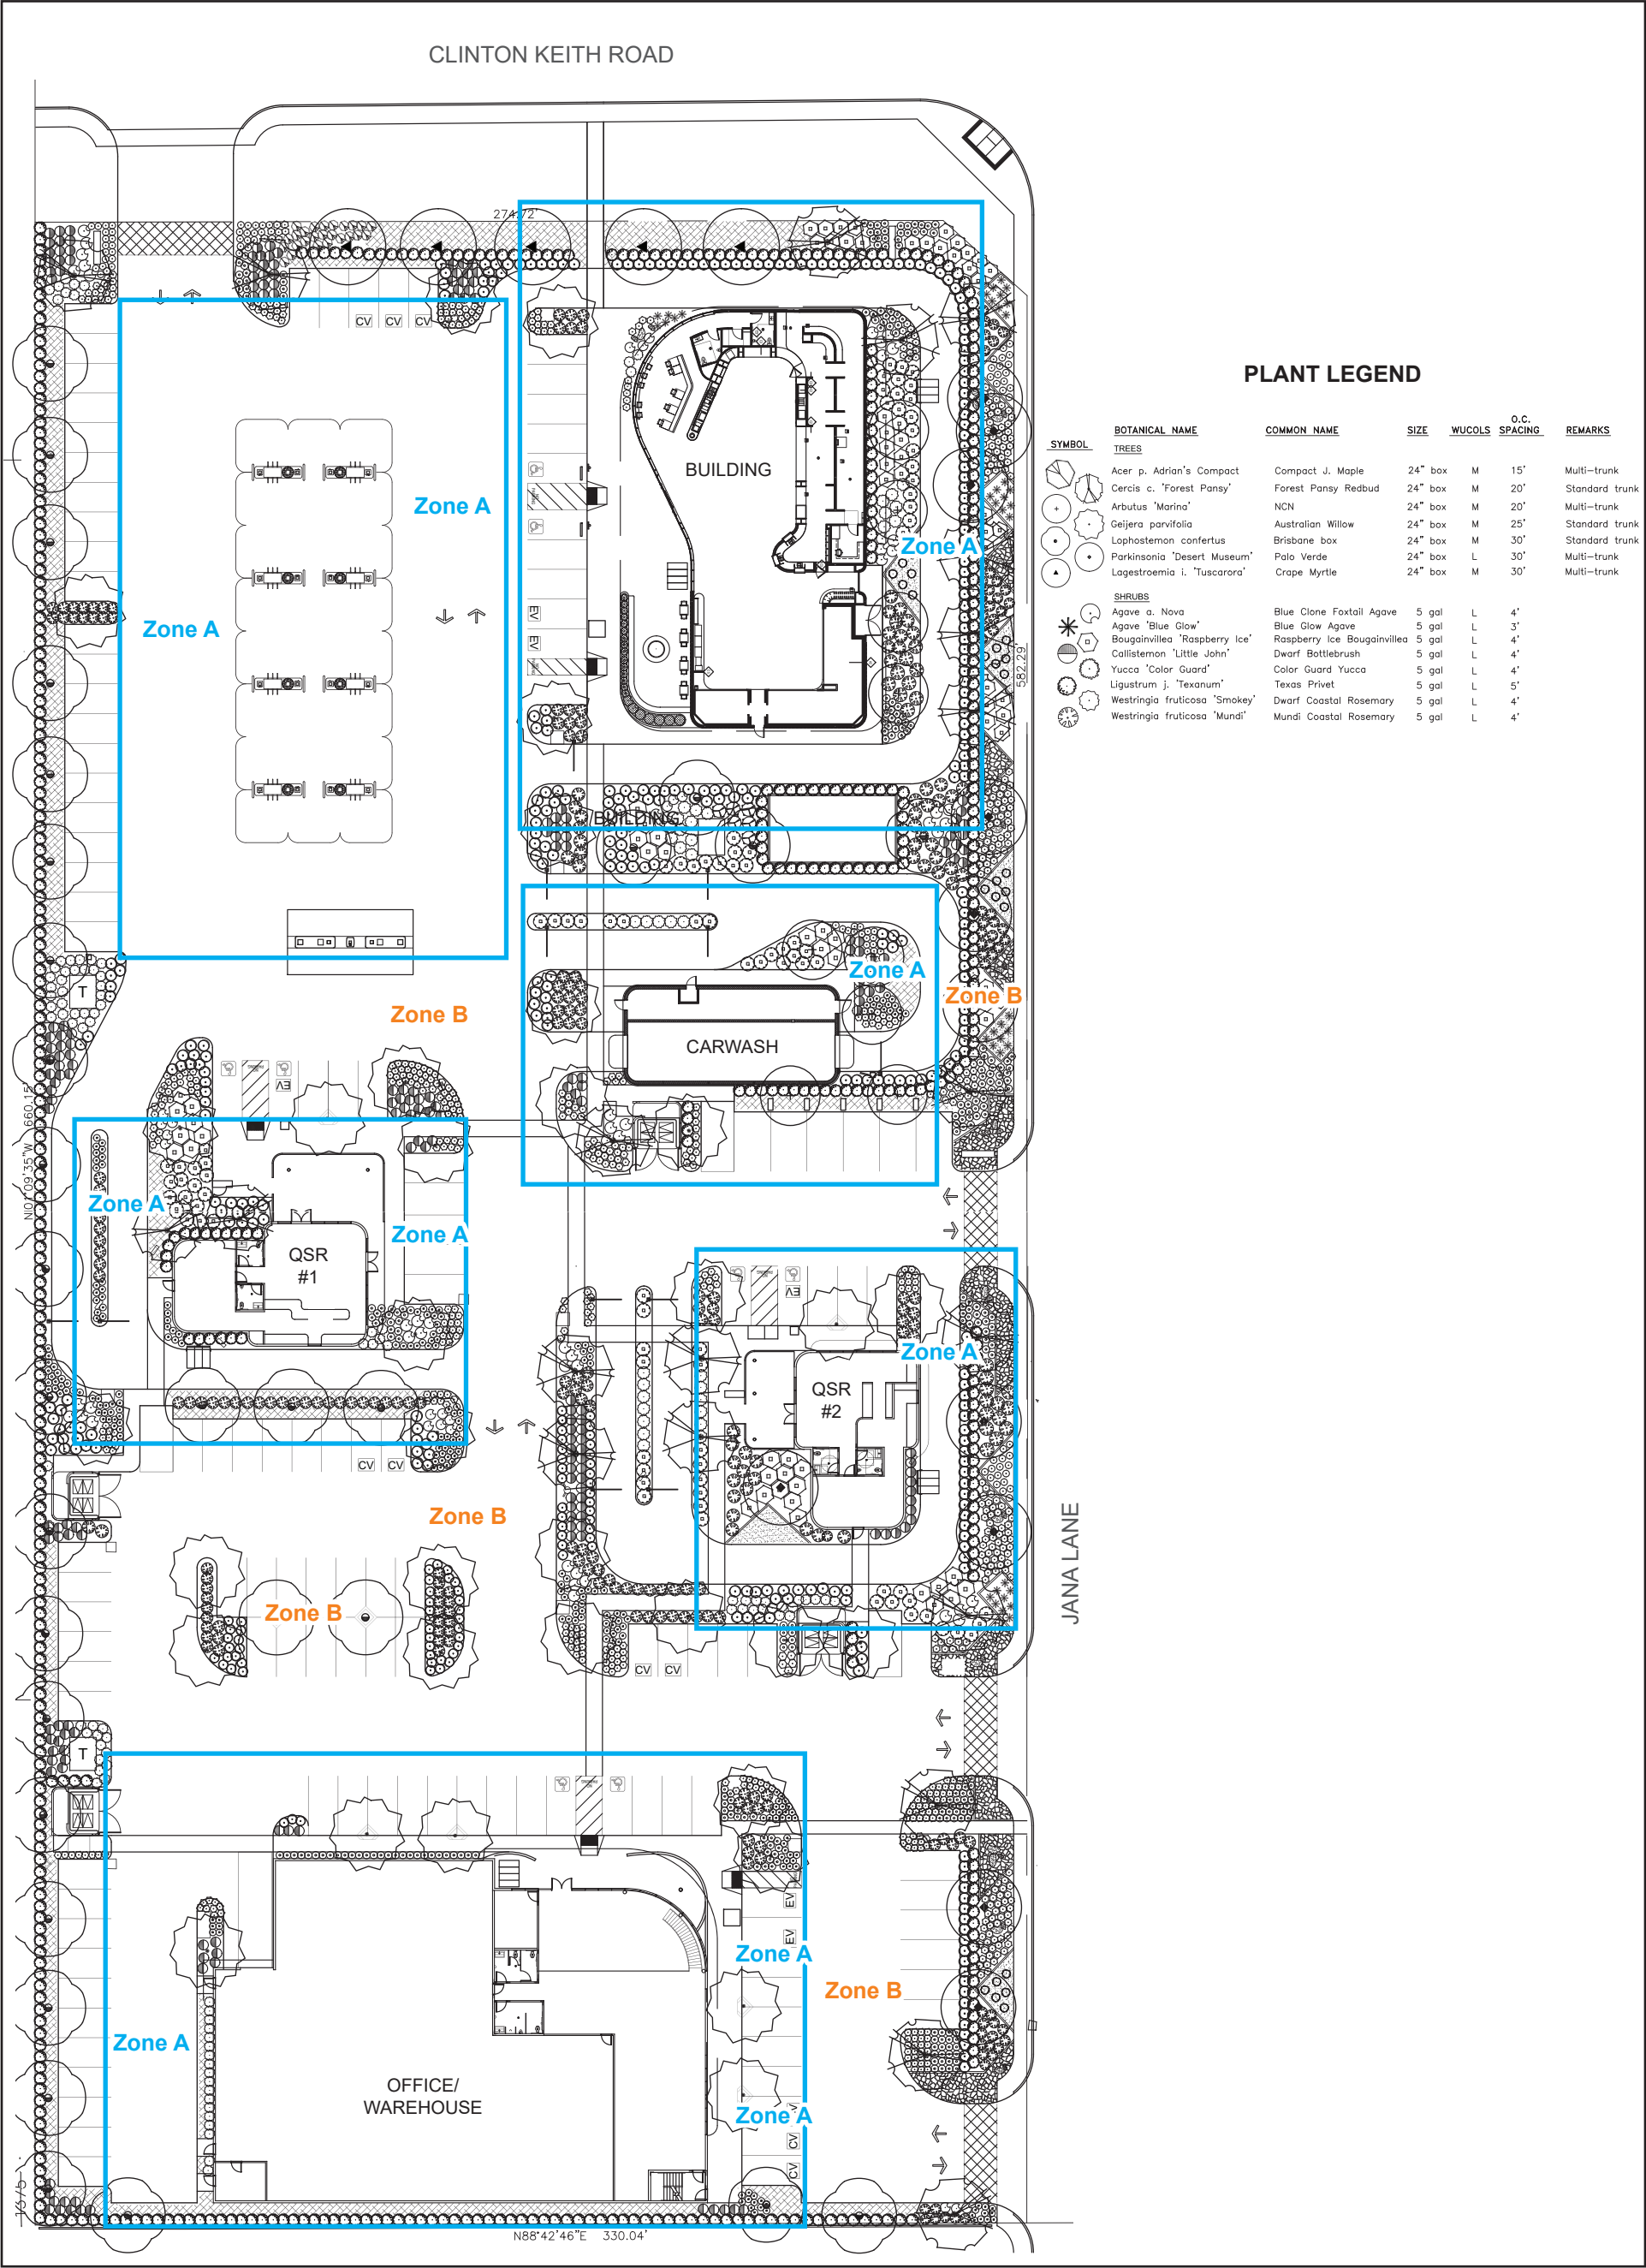 CLINTON KEITH ROAD
274.72'
CV CV CV
PLANT LEGEND
SYMBOL BOTANICAL NAME COMMON NAME SIZE WUCOLS O.C. SPACING REMARKS
TREES
Acer p. Adrian's Compact Compact J. Maple 24" box M 15' Multi-trunk
Cercis c. 'Forest Pansy' Forest Pansy Redbud 24" box M 20' Standard trunk
Arbutus 'Marina' NCN 24" box M 20' Multi-trunk
Geijera parvifolia Australian Willow 24" box M 25' Standard trunk
Lophostemon confertus Brisbane box 24" box M 30' Standard trunk
Parkinsonia 'Desert Museum' Palo Verde 24" box L 30' Multi-trunk
Lagestroemia i. 'Tuscarora' Crape Myrtle 24" box M 30' Multi-trunk
SHRUBS
Agave a. Nova Blue Clone Foxtail Agave 5 gal L 4'
Agave 'Blue Glow' Blue Glow Agave 5 gal L 3'
Bougainvillea 'Raspberry Ice' Raspberry Ice Bougainvillea 5 gal L 4'
Callistemon 'Little John' Dwarf Bottlebrush 5 gal L 4'
Yucca 'Color Guard' Color Guard Yucca 5 gal L 4'
Ligustrum j. 'Texanum' Texas Privet 5 gal L 5'
Westringia fruticosa 'Smokey' Dwarf Coastal Rosemary 5 gal L 4'
Westringia fruticosa 'Mundi' Mundi Coastal Rosemary 5 gal L 4'
BUILDING
Zone A
Zone A
Zone A
EV
EV
582.29'
BUILDING
Zone A
T
Zone B
Zone B
CARWASH
EV
N01°09'35"W 660.15'
Zone A
Zone A
QSR
#1
EV
Zone A
QSR
#2
CV CV
Zone B
JANA LANE
Zone B
CV CV
T
EV
EV
Zone A
Zone B
Zone A
OFFICE/
WAREHOUSE
Zone A
CV
CV
N88°42'46"E 330.04'